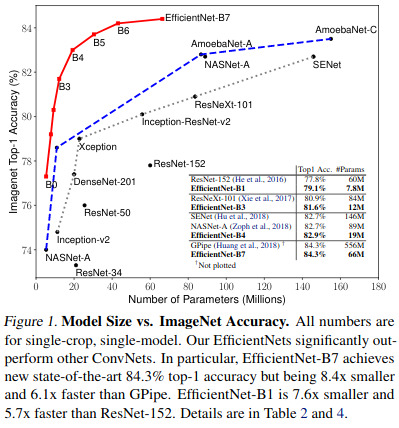 84
82
80
78
76
74
Imagenet Top-1 Accuracy (%)
EfficientNet-B7
B6
B5
B4
B3
B0
AmoebaNet-A
AmoebaNet-C
NASNet-A
SENet
ResNeXt-101
Inception-ResNet-v2
Xception
ResNet-152
DenseNet-201
ResNet-50
Inception-v2
NASNet-A
ResNet-34
Top1 Acc. #Params
ResNet-152 (He et al., 2016) 77.8% 60M
EfficientNet-B1 79.1% 7.8M
ResNeXt-101 (Xie et al., 2017) 80.9% 84M
EfficientNet-B3 81.6% 12M
SENet (Hu et al., 2018) 82.7% 146M
NASNet-A (Zoph et al., 2018) 82.7% 89M
EfficientNet-B4 82.9% 19M
GPipe (Huang et al., 2018) † 84.3% 556M
EfficientNet-B7 84.3% 66M
†Not plotted
0 20 40 60 80 100 120 140 160 180
Number of Parameters (Millions)
Figure 1. Model Size vs. ImageNet Accuracy. All numbers are
for single-crop, single-model. Our EfficientNets significantly out-
perform other ConvNets. In particular, EfficientNet-B7 achieves
new state-of-the-art 84.3% top-1 accuracy but being 8.4x smaller
and 6.1x faster than GPipe. EfficientNet-B1 is 7.6x smaller and
5.7x faster than ResNet-152. Details are in Table 2 and 4.